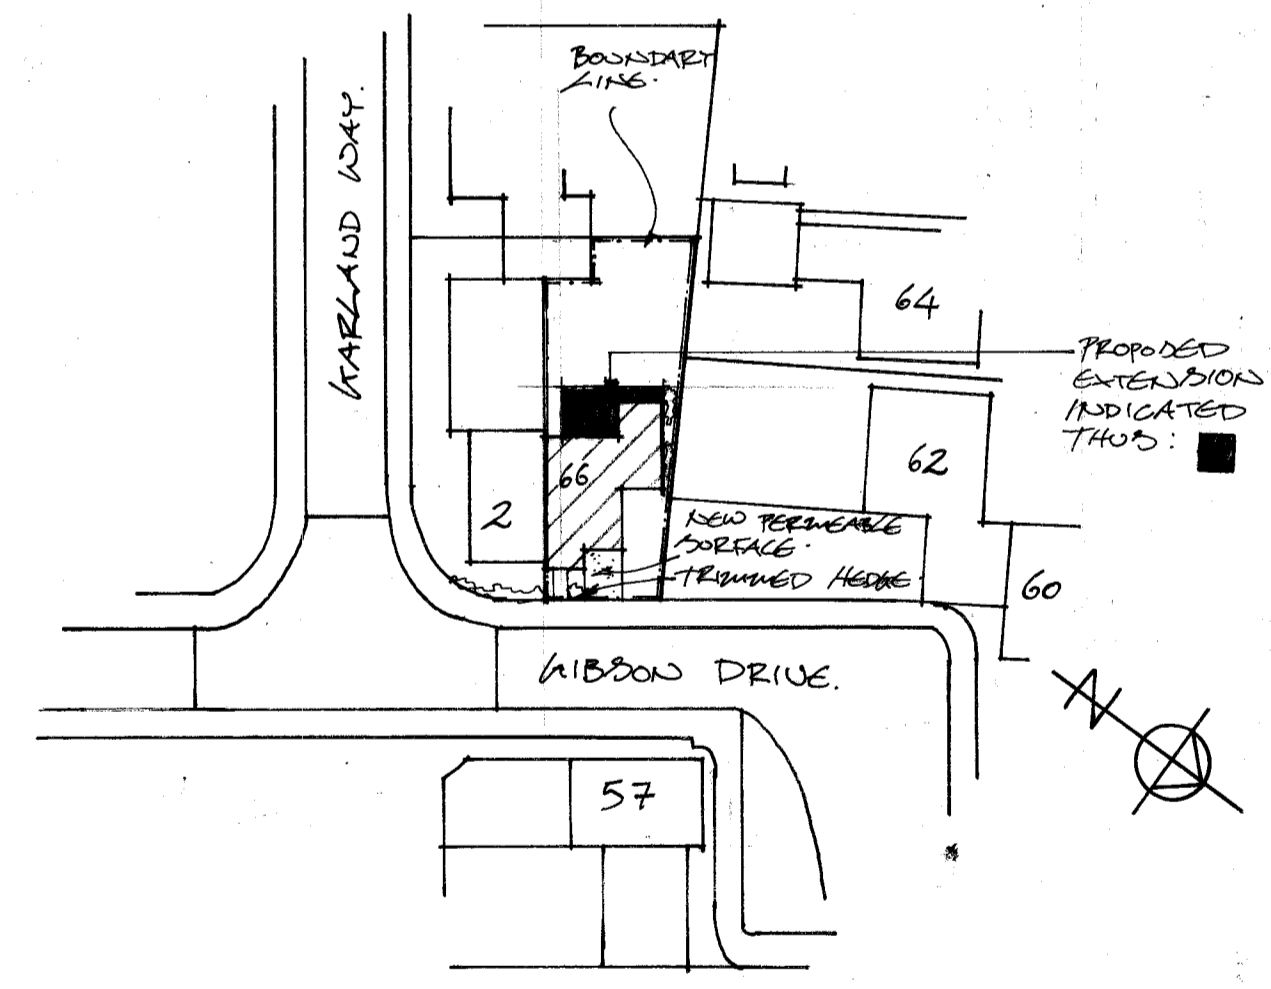 BOUNDARY
LINE.
GARLAND WAY.
64
PROPOSED
EXTENSION
INDICATED
THUS:
62
66
2
NEW PERMEABLE
SURFACE.
TRIMMED HEDGE
60
GIBSON DRIVE.
N
57